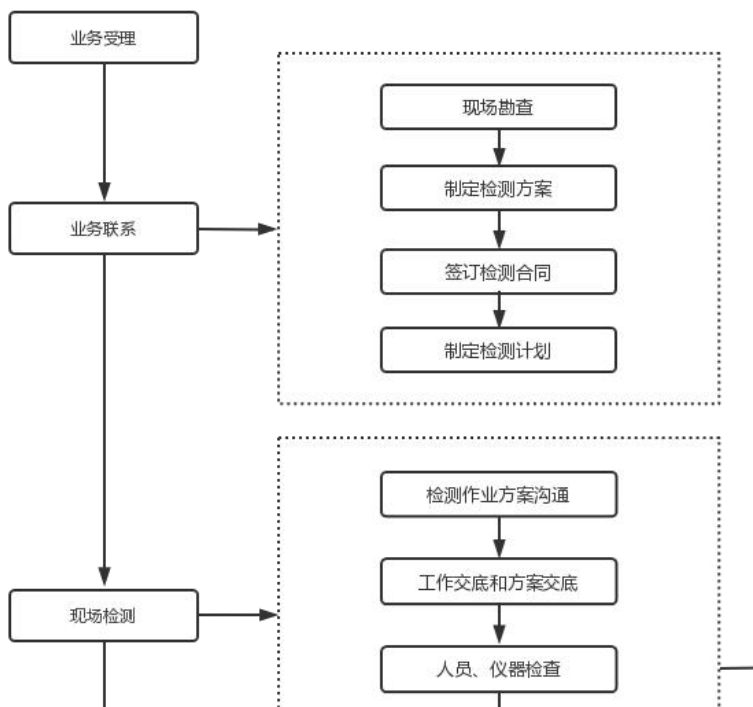 业务受理
业务联系
现场勘查
制定检测方案
签订检测合同
制定检测计划
现场检测
检测作业方案沟通
工作交底和方案交底
人员、仪器检查